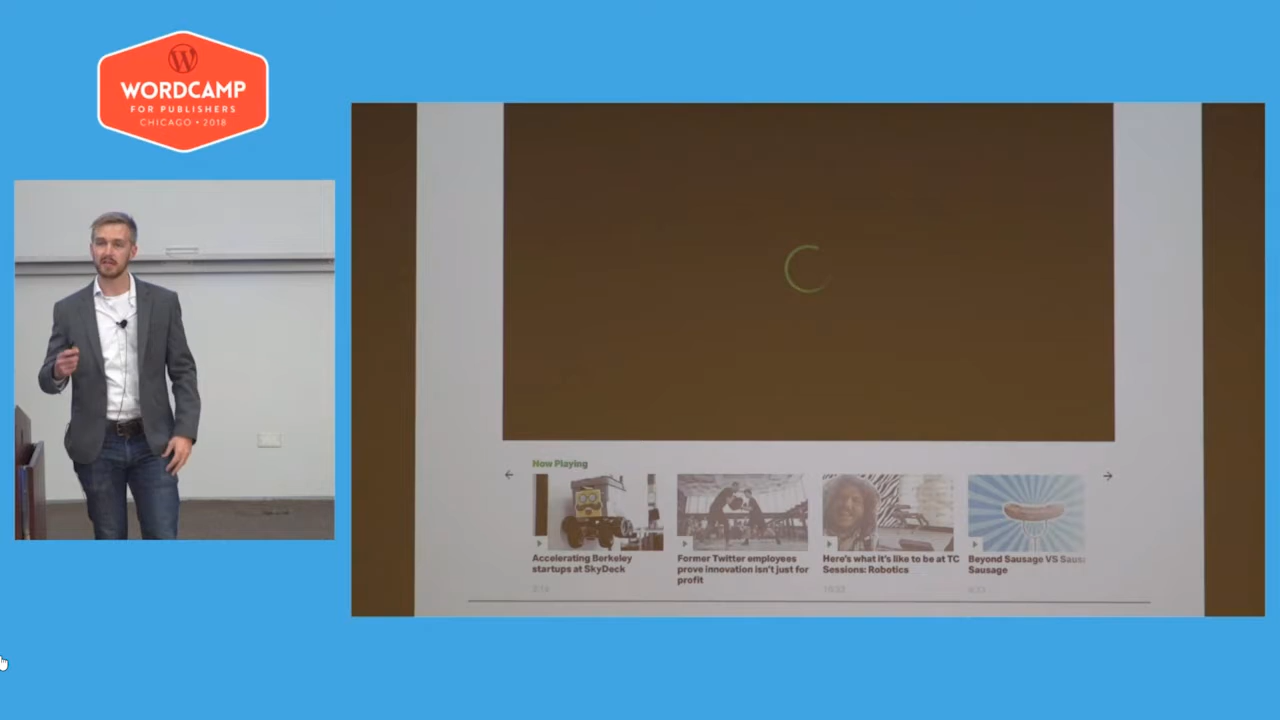 WORDCAMP
FOR PUBLISHERS
CHICAGO • 2018
Now Playing
Accelerating Berkeley
startups at SkyDeck
Former Twitter employees
prove innovation isn't just for
profit
Here's what it's like to be at TC
Sessions: Robotics
Beyond Sausage VS Saus
Sausage